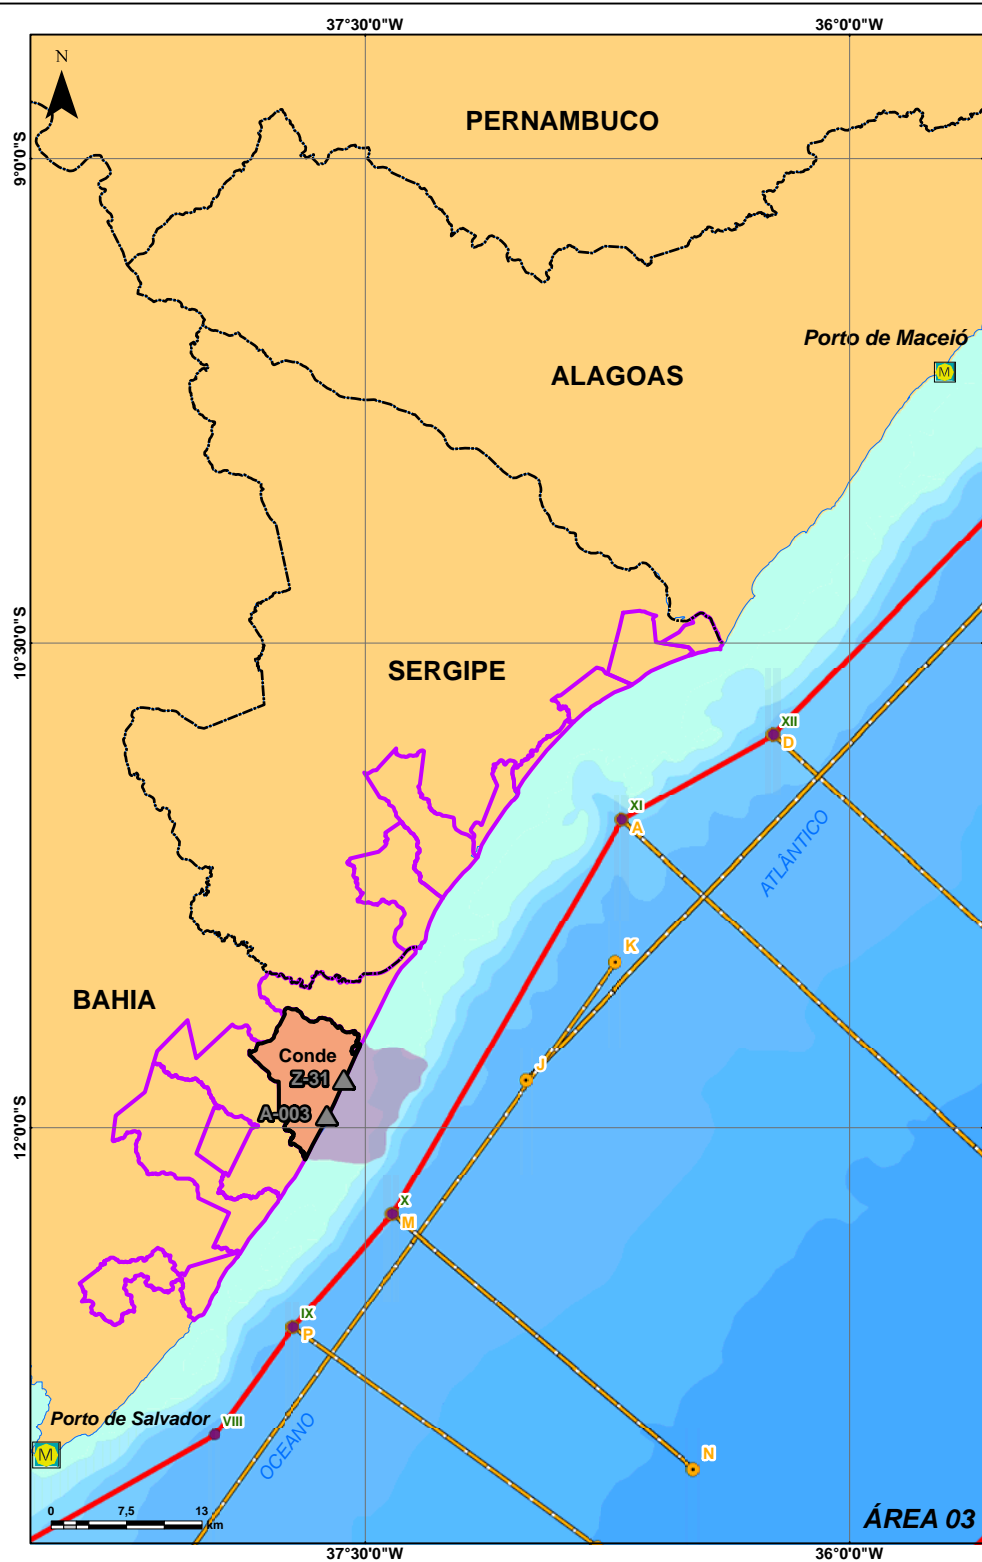 37°30'0"W
36°0'0"W
N
PERNAMBUCO
9°0'0"S
Porto de Maceió
M
ALAGOAS
10°30'0"S
SERGIPE
XII
D
XI
A
ATLÂNTICO
K
BAHIA
Conde
J
Z-31
A-003
12°0'0"S
X
M
IX
P
Porto de Salvador
VIII
M
OCEANO
N
0 7,5 13
km
ÁREA 03
37°30'0"W
36°0'0"W